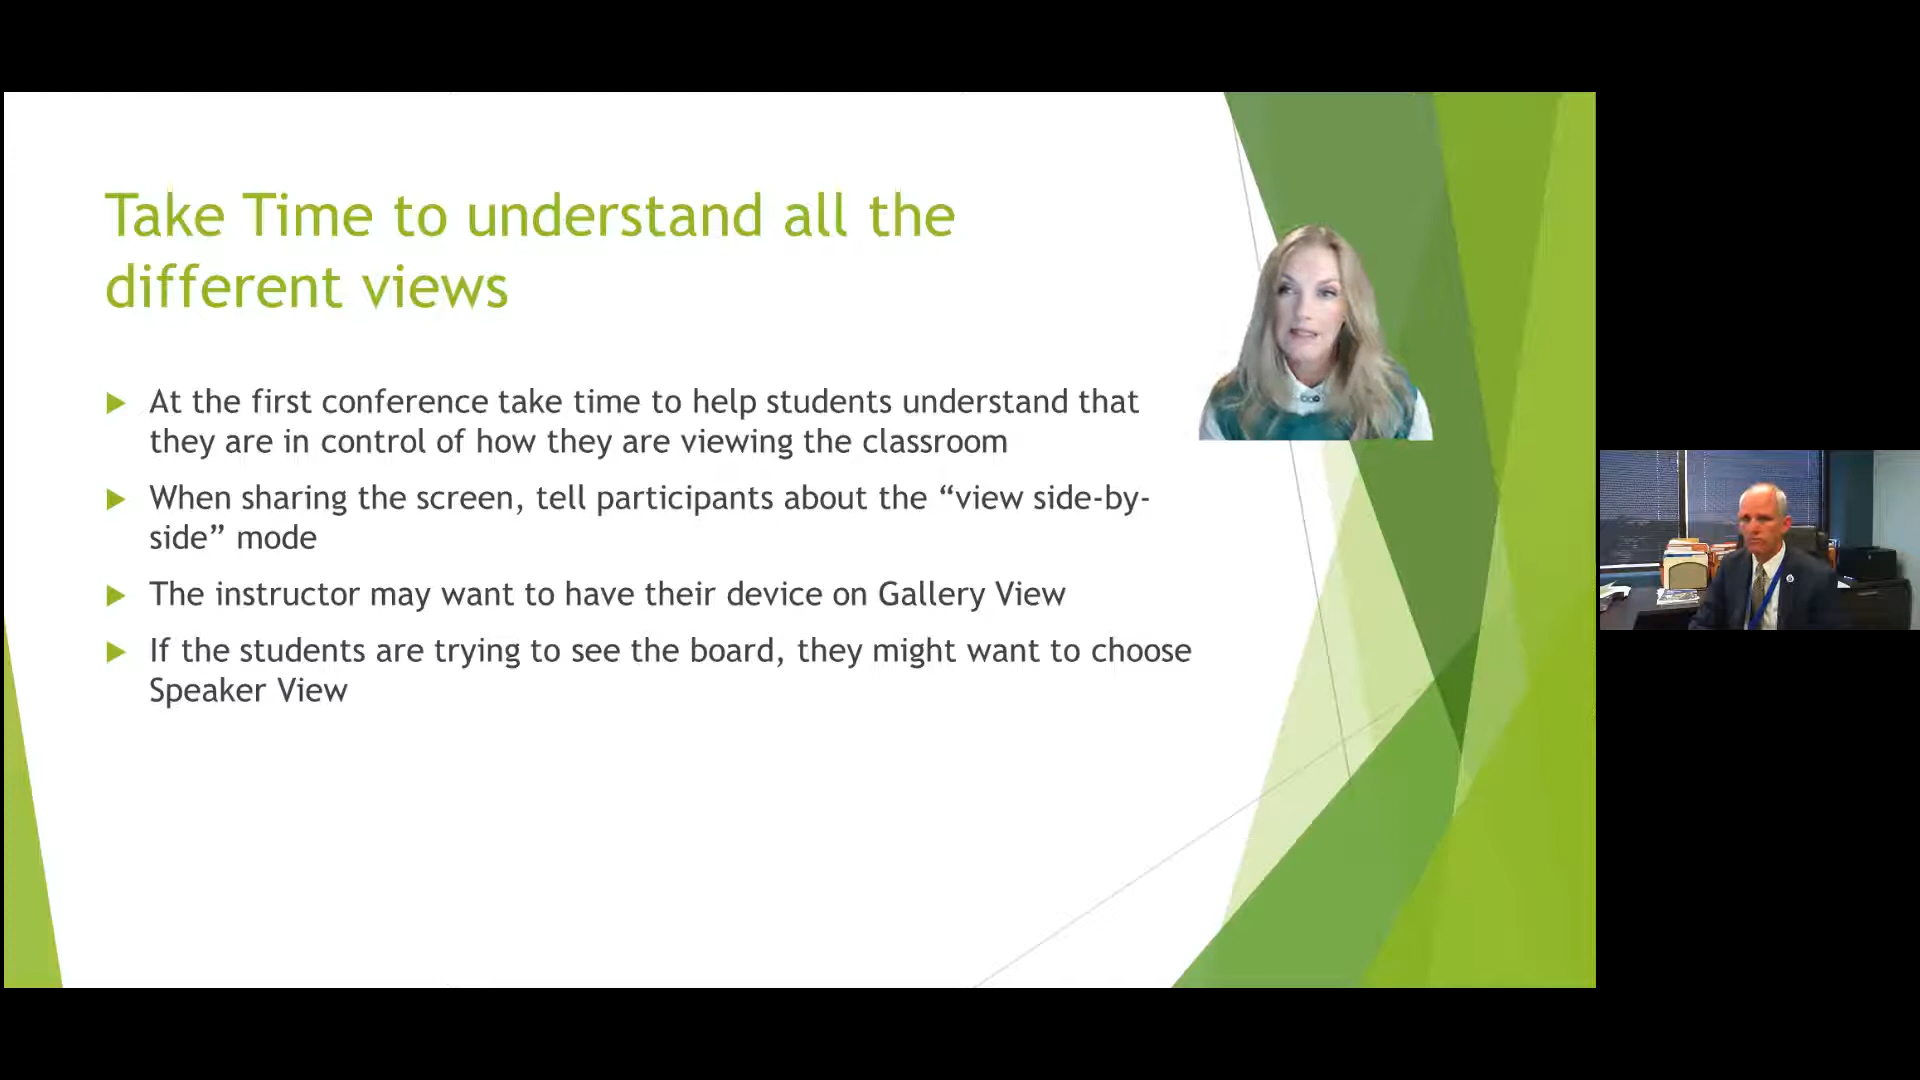 Take Time to understand all the
different views
At the first conference take time to help students understand that
they are in control of how they are viewing the classroom
When sharing the screen, tell participants about the “view side-by-
side” mode
The instructor may want to have their device on Gallery View
If the students are trying to see the board, they might want to choose
Speaker View